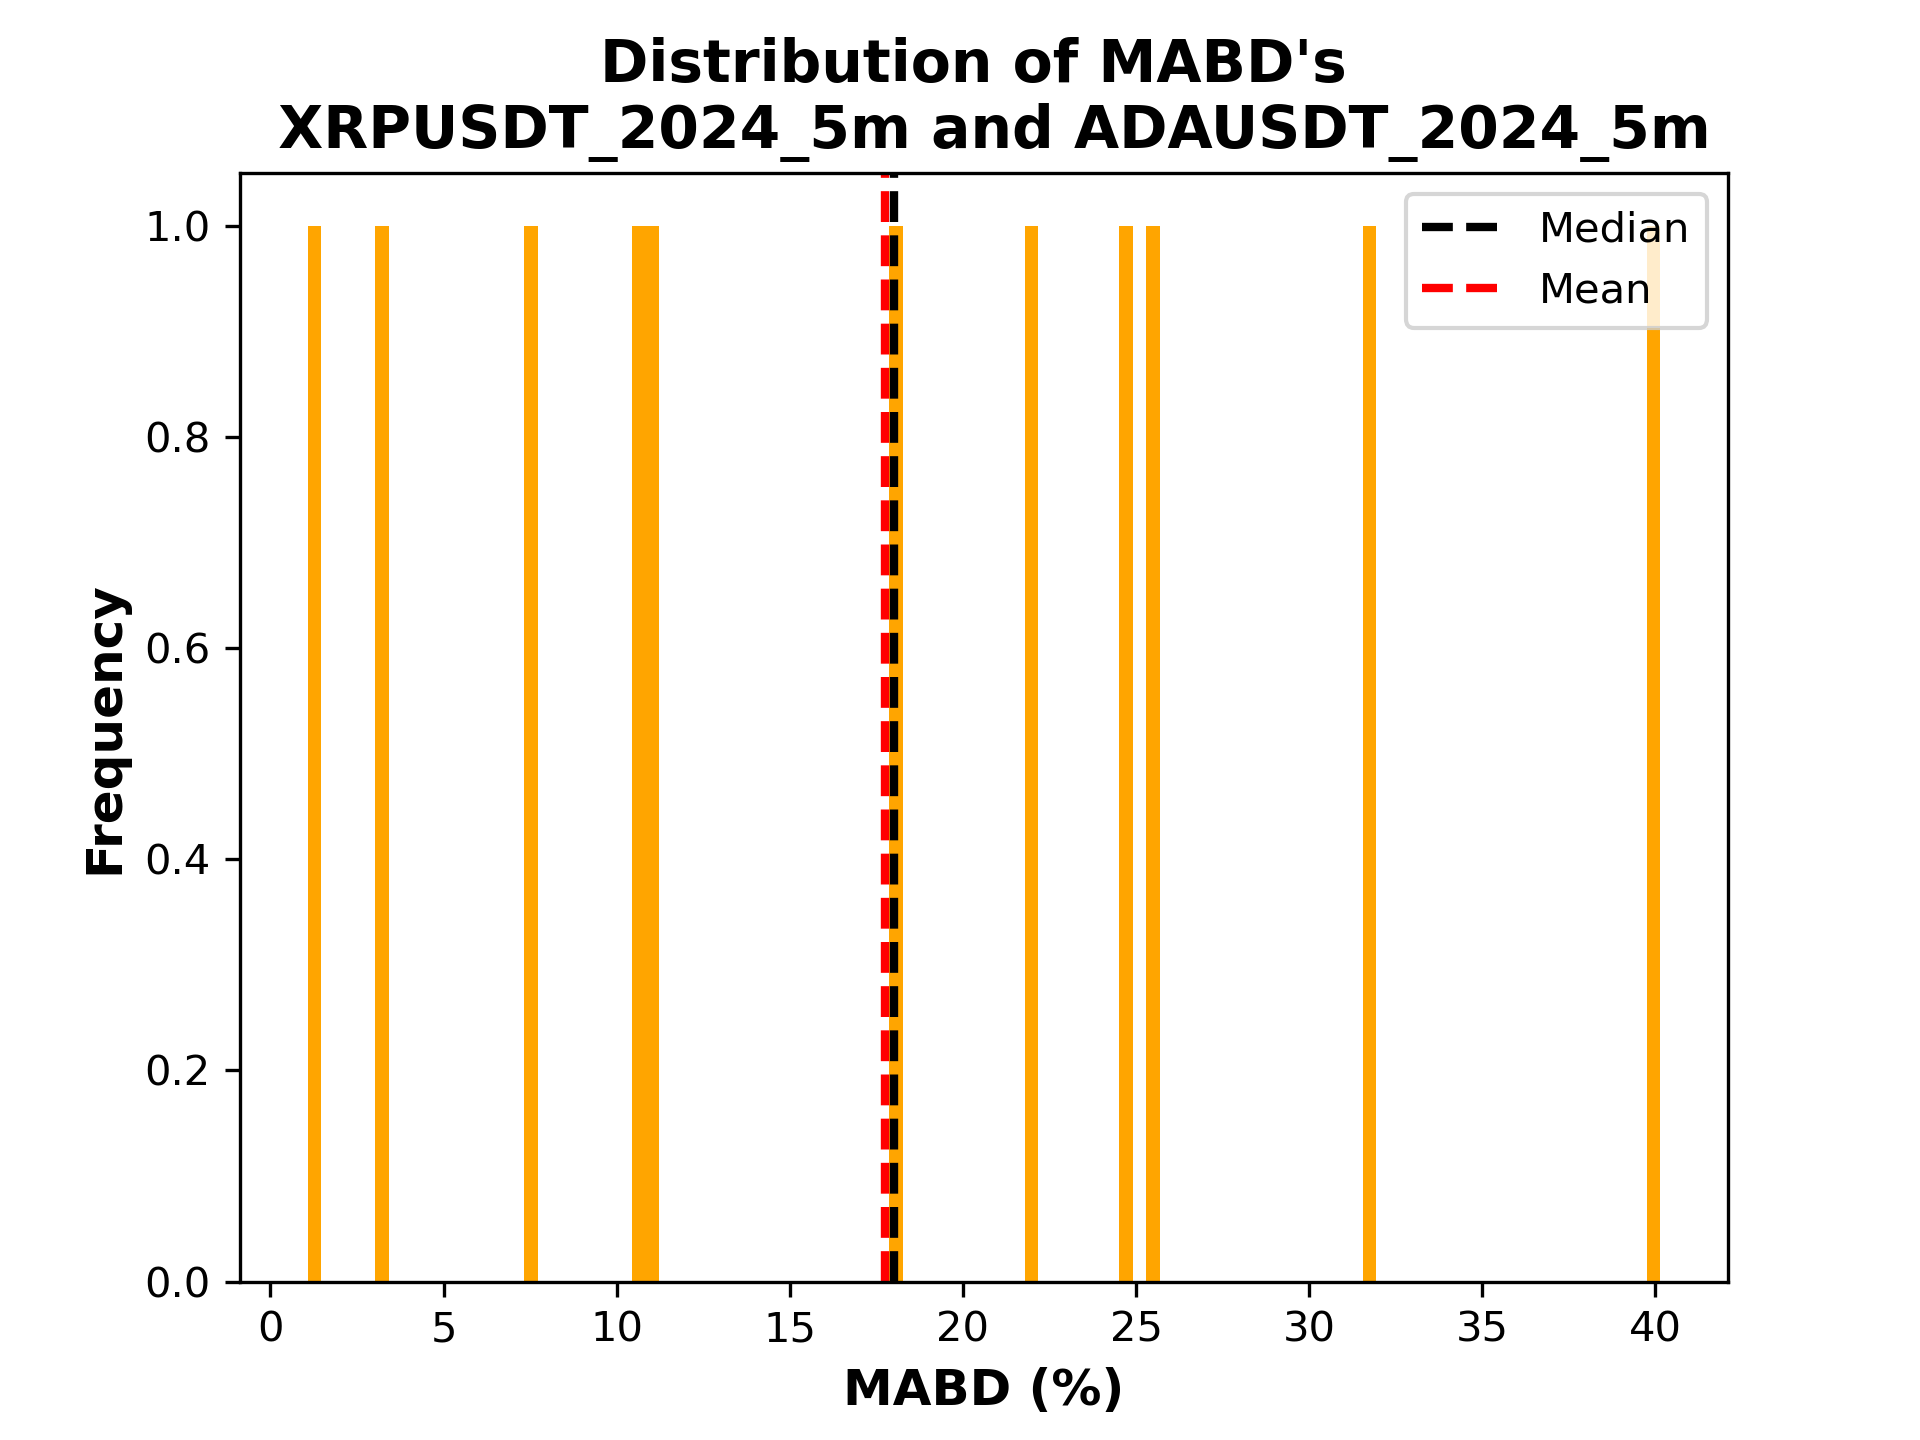 Distribution of MABD's
XRPUSDT_2024_5m and ADAUSDT_2024_5m
Median
Mean
1.0
0.8
0.6
0.4
0.2
0.0
Frequency
0 5 10 15 20 25 30 35 40
MABD (%)